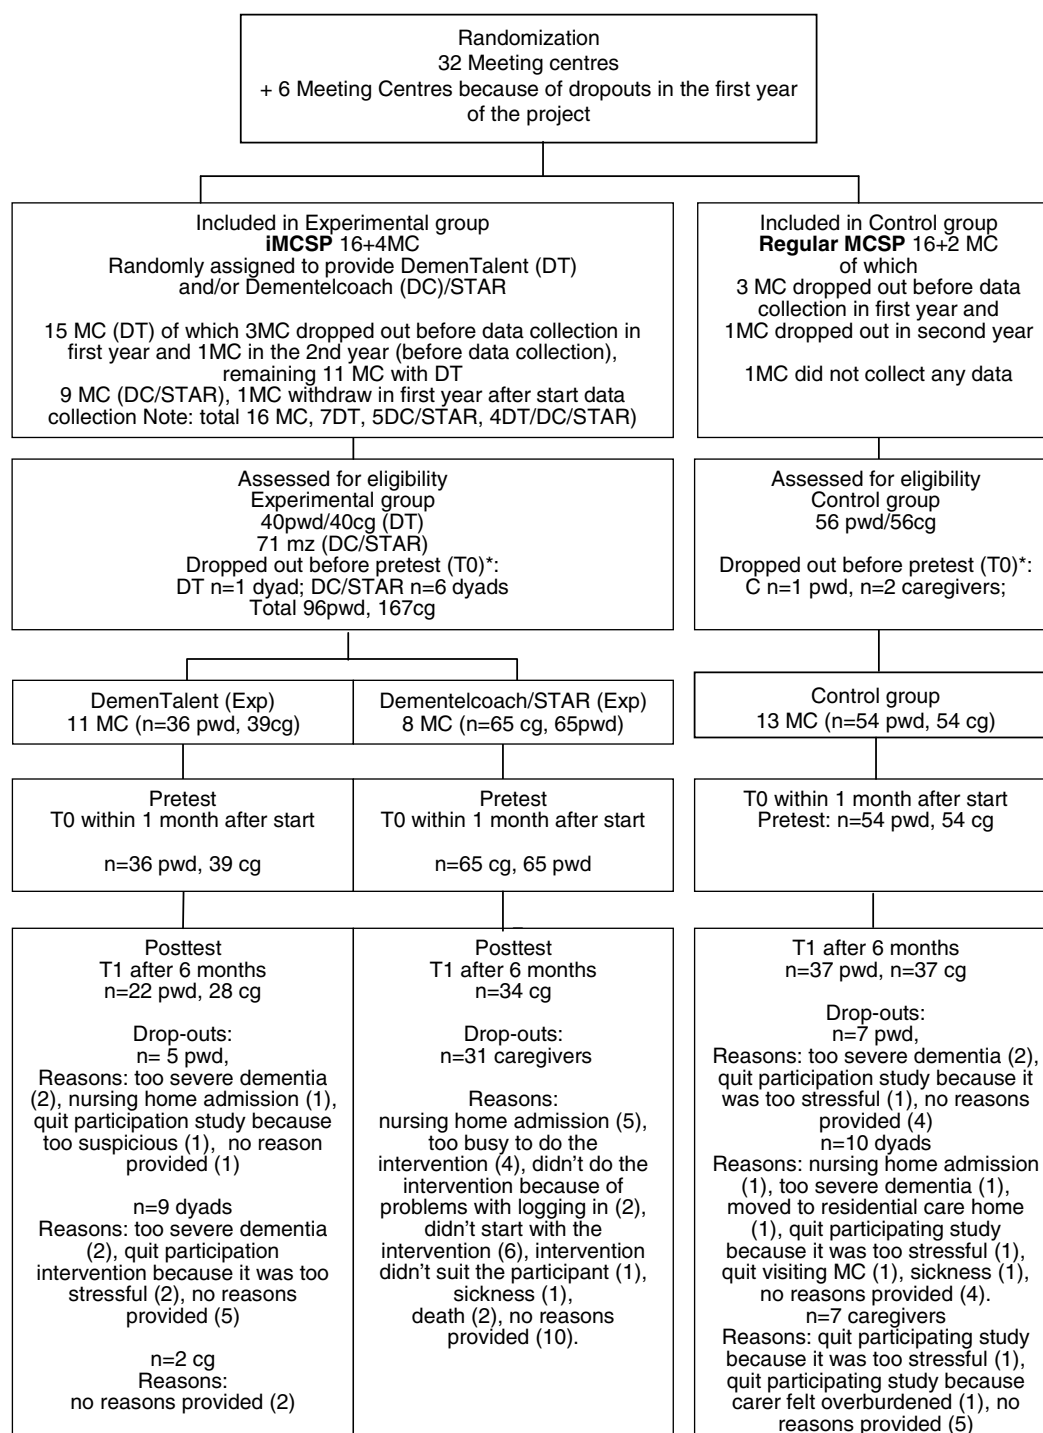 Randomization
32 Meeting centres
+ 6 Meeting Centres because of dropouts in the first year
of the project
Included in Experimental group
iMCSP 16+4MC
Randomly assigned to provide DemenTalent (DT)
and/or Dementelcoach (DC)/STAR
15 MC (DT) of which 3MC dropped out before data collection in
first year and 1MC in the 2nd year (before data collection),
remaining 11 MC with DT
9 MC (DC/STAR), 1MC withdraw in first year after start data
collection Note: total 16 MC, 7DT, 5DC/STAR, 4DT/DC/STAR)
Included in Control group
Regular MCSP 16+2 MC
of which
3 MC dropped out before data
collection in first year and
1MC dropped out in second year
1MC did not collect any data
Assessed for eligibility
Experimental group
40pwd/40cg (DT)
71 mz (DC/STAR)
Dropped out before pretest (T0)*:
DT n=1 dyad; DC/STAR n=6 dyads
Total 96pwd, 167cg
Assessed for eligibility
Control group
56 pwd/56cg
Dropped out before pretest (T0)*:
C n=1 pwd, n=2 caregivers;
DemenTalent (Exp)
11 MC (n=36 pwd, 39cg)
Dementelcoach/STAR (Exp)
8 MC (n=65 cg, 65pwd)
Control group
13 MC (n=54 pwd, 54 cg)
Pretest
T0 within 1 month after start
n=36 pwd, 39 cg
Pretest
T0 within 1 month after start
n=65 cg, 65 pwd
T0 within 1 month after start
Pretest: n=54 pwd, 54 cg
Posttest
T1 after 6 months
n=22 pwd, 28 cg
Drop-outs:
n= 5 pwd,
Reasons: too severe dementia
(2), nursing home admission (1),
quit participation study because
too suspicious (1), no reason
provided (1)
n=9 dyads
Reasons: too severe dementia
(2), quit participation
intervention because it was too
stressful (2), no reasons
provided (5)
n=2 cg
Reasons:
no reasons provided (2)
Posttest
T1 after 6 months
n=34 cg
Drop-outs:
n=31 caregivers
Reasons:
nursing home admission (5),
too busy to do the
intervention (4), didn't do the
intervention because of
problems with logging in (2),
didn't start with the
intervention (6), intervention
didn't suit the participant (1),
sickness (1),
death (2), no reasons
provided (10).
T1 after 6 months
n=37 pwd, n=37 cg
Drop-outs:
n=7 pwd,
Reasons: too severe dementia (2),
quit participation study because it
was too stressful (1), no reasons
provided (4)
n=10 dyads
Reasons: nursing home admission
(1), too severe dementia (1),
moved to residential care home
(1), quit participating study
because it was too stressful (1),
quit visiting MC (1), sickness (1),
no reasons provided (4).
n=7 caregivers
Reasons: quit participating study
because it was too stressful (1),
quit participating study because
carer felt overburdened (1), no
reasons provided (5)